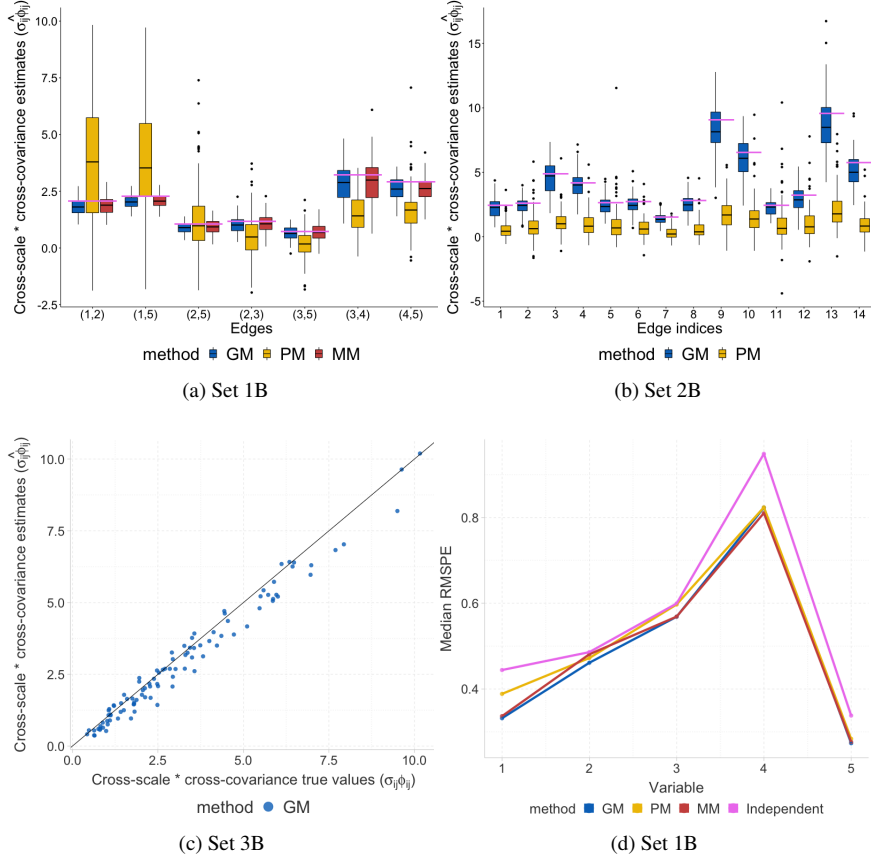 Cross-scale * cross-covariance estimates (σ̂ᵢⱼϕᵢⱼ)
10.0
7.5
5.0
2.5
0.0
-2.5
(1,2) (1,5) (2,5) (2,3) (3,5) (3,4) (4,5)
Edges
method GM PM MM
(a) Set 1B
Cross-scale * cross-covariance estimates (σᵢⱼϕ̂ᵢⱼ)
15
10
5
0
-5
1 2 3 4 5 6 7 8 9 10 11 12 13 14
Edge indices
method GM PM
(b) Set 2B
Cross-scale * cross-covariance estimates (σᵢⱼϕ̂ᵢⱼ)
10.0
7.5
5.0
2.5
0.0
0.0 2.5 5.0 7.5 10.0
Cross-scale * cross-covariance true values (σᵢⱼϕᵢⱼ)
method GM
(c) Set 3B
Median RMSPE
0.8
0.6
0.4
1 2 3 4 5
Variable
method GM PM MM Independent
(d) Set 1B